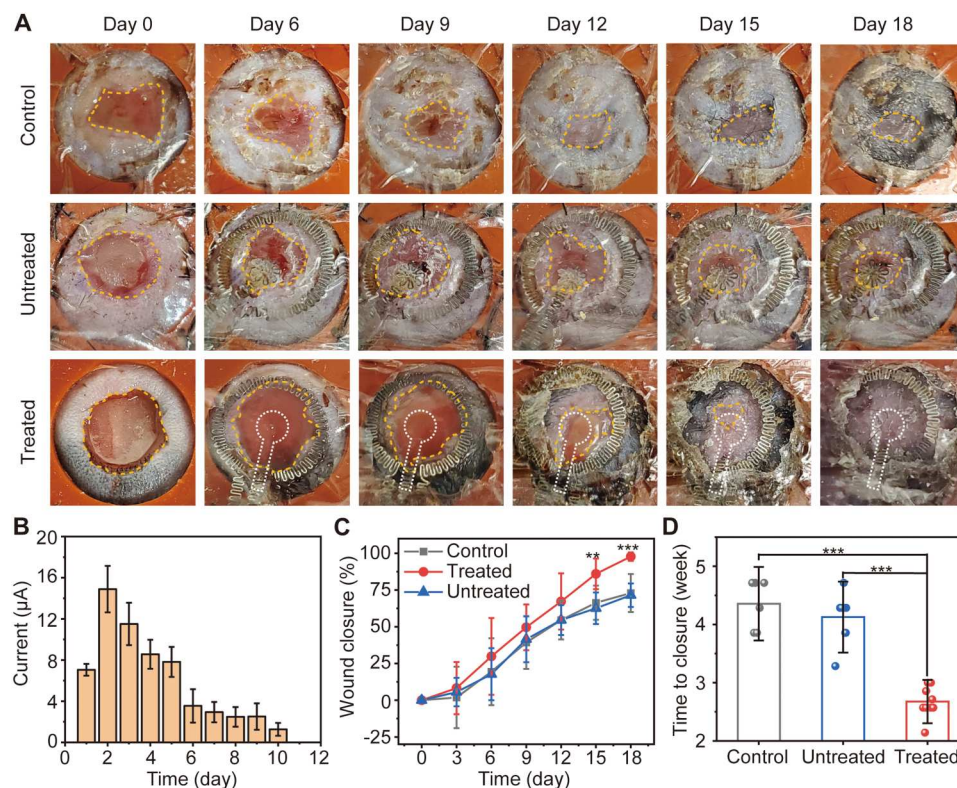 A
Day 0 Day 6 Day 9 Day 12 Day 15 Day 18
Control
Untreated
Treated
B
Current (µA)
20
16
12
8
4
0
0 2 4 6 8 10 12
Time (day)
C
Wound closure (%)
100
75
50
25
0
-25
Control
Treated
Untreated
** ***
0 3 6 9 12 15 18
Time (day)
D
Time to closure (week)
5
4
3
2
***
***
Control Untreated Treated